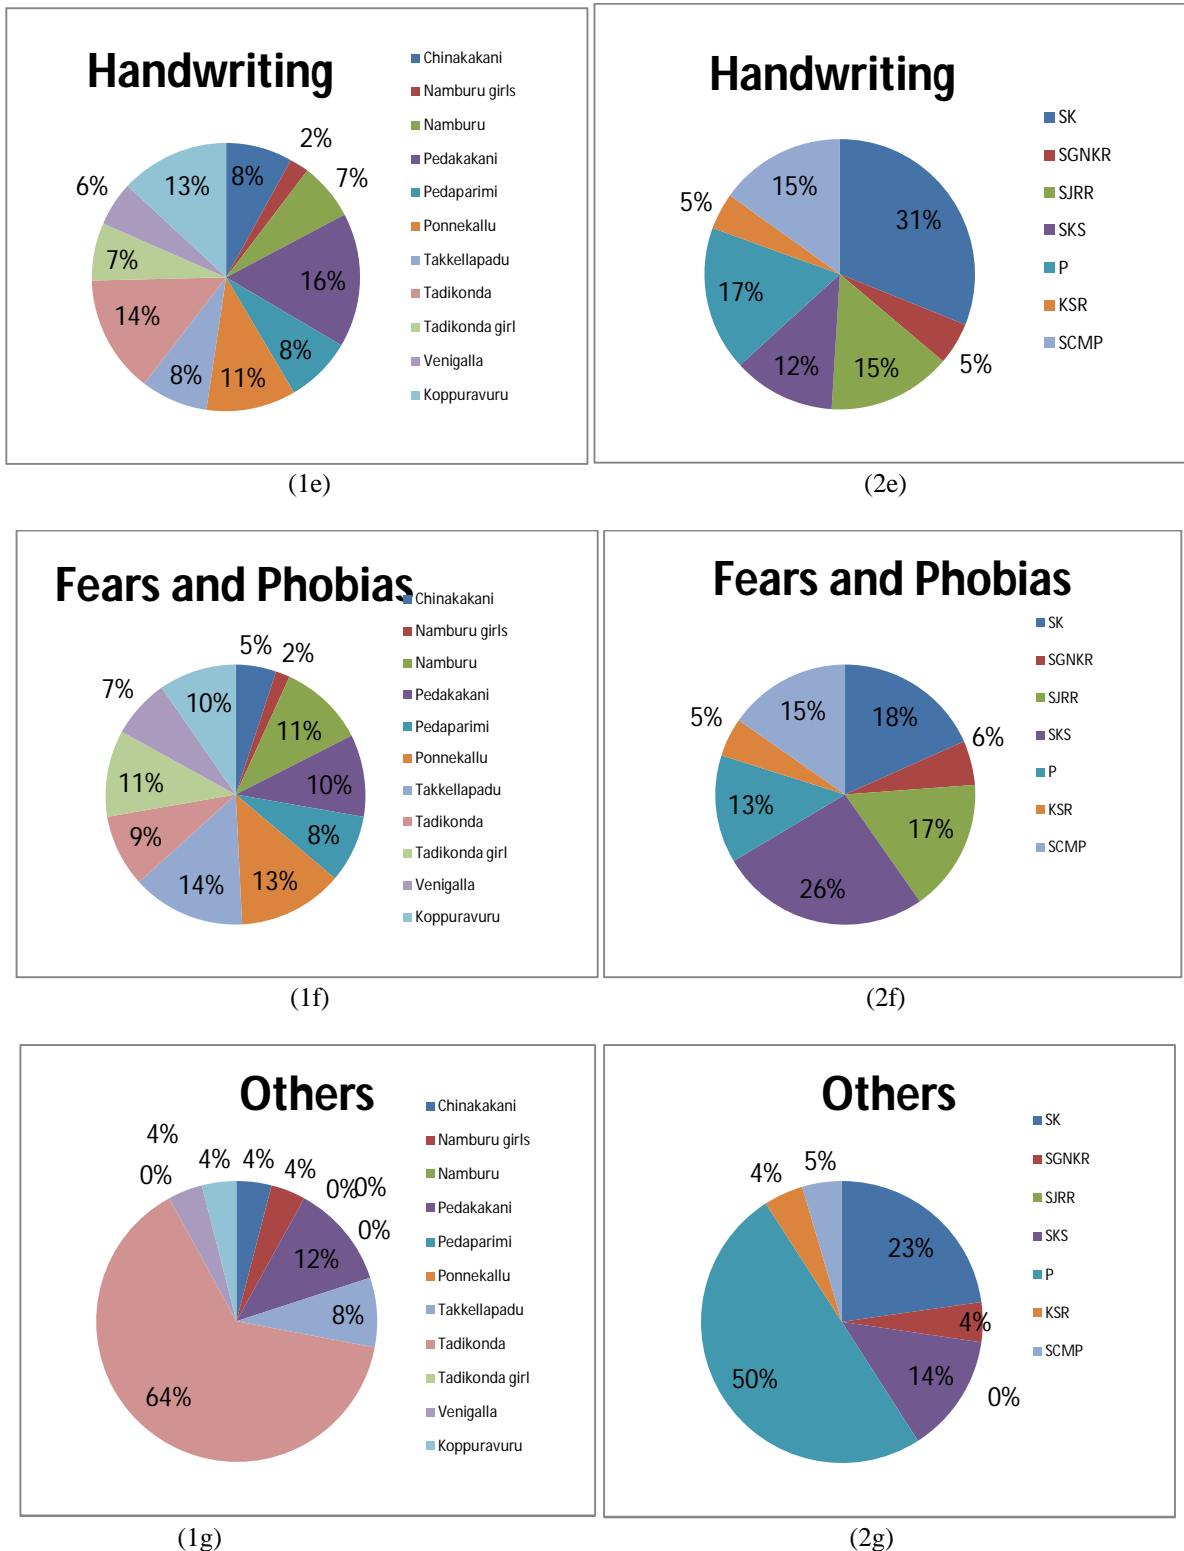 Handwriting
8%
2%
7%
16%
8%
11%
8%
14%
7%
6%
13%
Chinakakani
Namburu girls
Namburu
Pedakakani
Pedaparimi
Ponnekallu
Takkellapadu
Tadikonda
Tadikonda girl
Venigalla
Koppuravuru
(1e)
Handwriting
31%
5%
15%
12%
17%
5%
15%
SK
SGNKR
SJRR
SKS
P
KSR
SCMP
(2e)
Fears and Phobias
5%
2%
11%
10%
8%
13%
14%
9%
11%
7%
10%
Chinakakani
Namburu girls
Namburu
Pedakakani
Pedaparimi
Ponnekallu
Takkellapadu
Tadikonda
Tadikonda girl
Venigalla
Koppuravuru
(1f)
Fears and Phobias
18%
6%
17%
26%
13%
5%
15%
SK
SGNKR
SJRR
SKS
P
KSR
SCMP
(2f)
Others
4%
4%
0%
12%
0%
0%
8%
64%
0%
4%
4%
Chinakakani
Namburu girls
Namburu
Pedakakani
Pedaparimi
Ponnekallu
Takkellapadu
Tadikonda
Tadikonda girl
Venigalla
Koppuravuru
(1g)
Others
23%
4%
0%
14%
50%
4%
5%
SK
SGNKR
SJRR
SKS
P
KSR
SCMP
(2g)